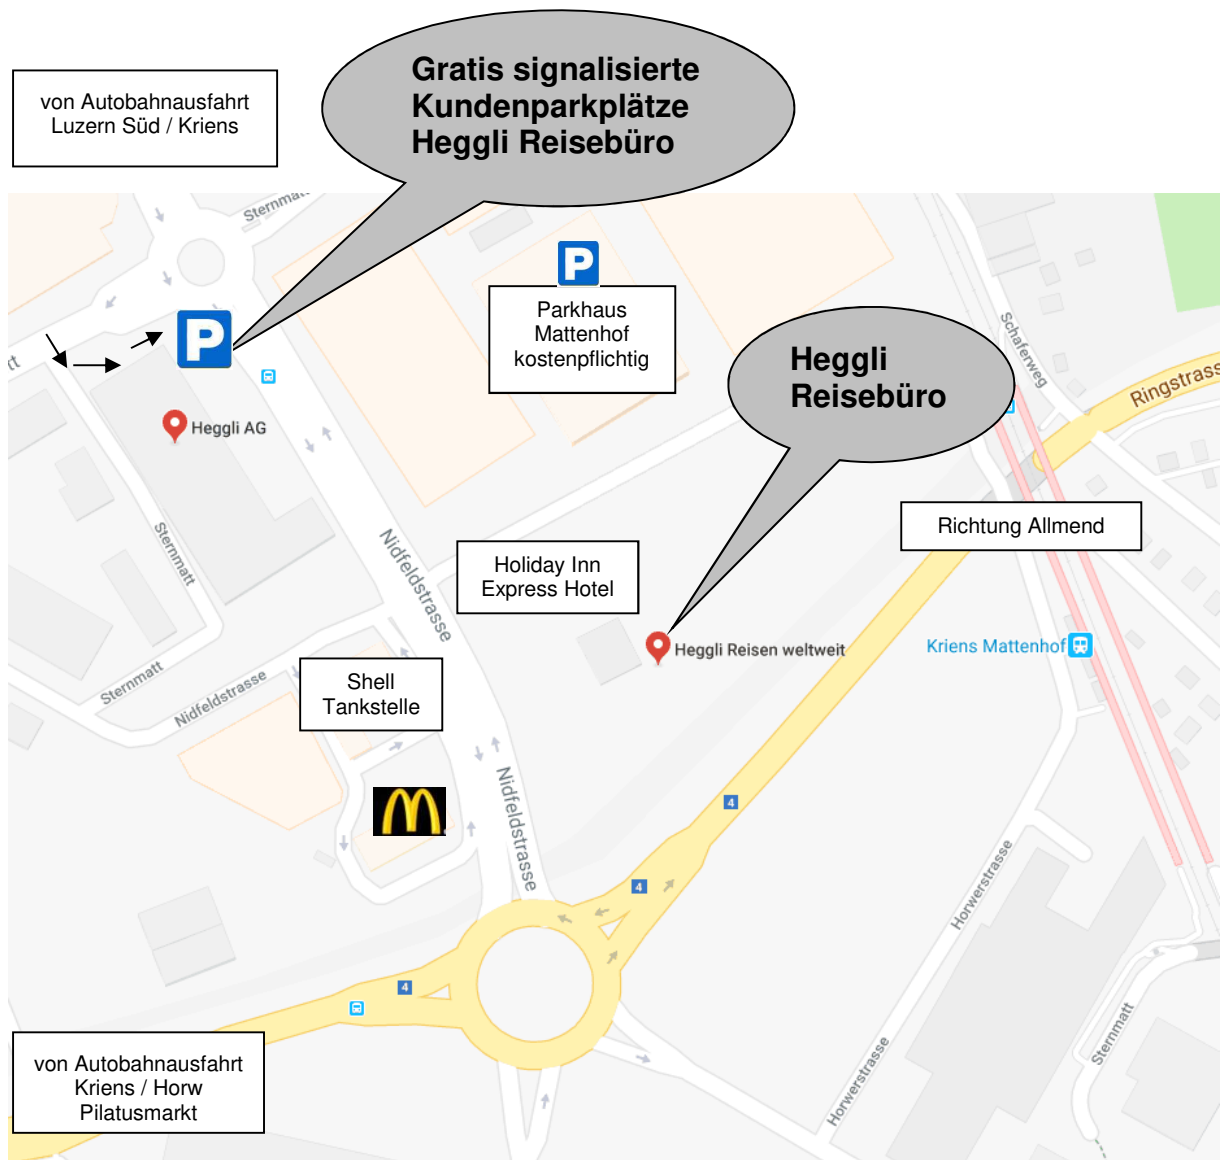 Gratis signalisierte
Kundenparkplätze
Heggli Reisebüro
von Autobahnausfahrt
Luzern Süd / Kriens
Sternmatt
P
Parkhaus
Mattenhof
kostenpflichtig
P
Heggli
Reisebüro
Schäferweg
Ringstrass
tt
Heggli AG
Sternmatt
Nidfeldstrasse
Richtung Allmend
Holiday Inn
Express Hotel
Heggli Reisen weltweit
Kriens Mattenhof
Sternmatt
Nidfeldstrasse
Shell
Tankstelle
Nidfeldstrasse
4
4
4
Horwerstrasse
Horwerstrasse
Sternmatt
von Autobahnausfahrt
Kriens / Horw
Pilatusmarkt